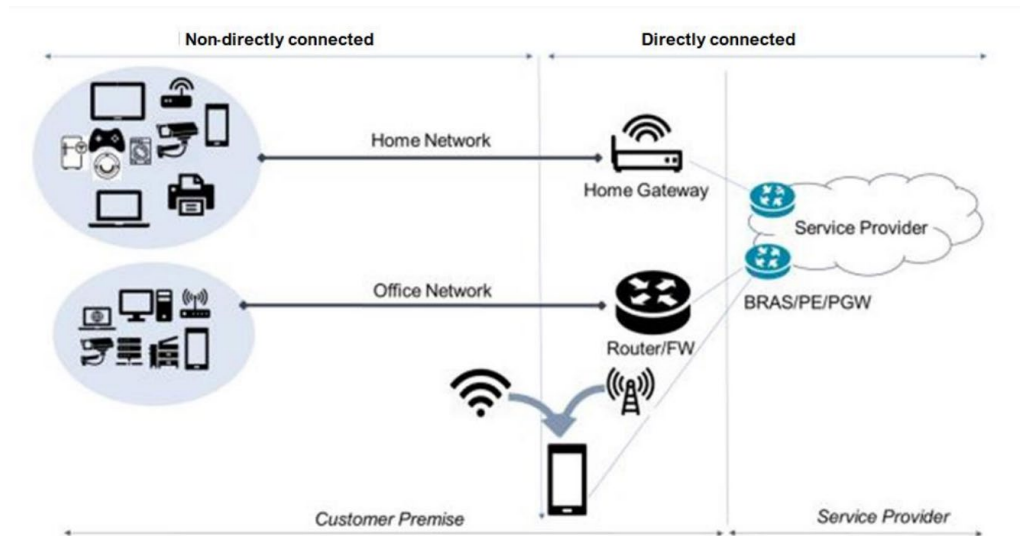 Non-directly connected
Directly connected
Home Network
Home Gateway
Service Provider
Office Network
BRAS/PE/PGW
Router/FW
Customer Premise
Service Provider